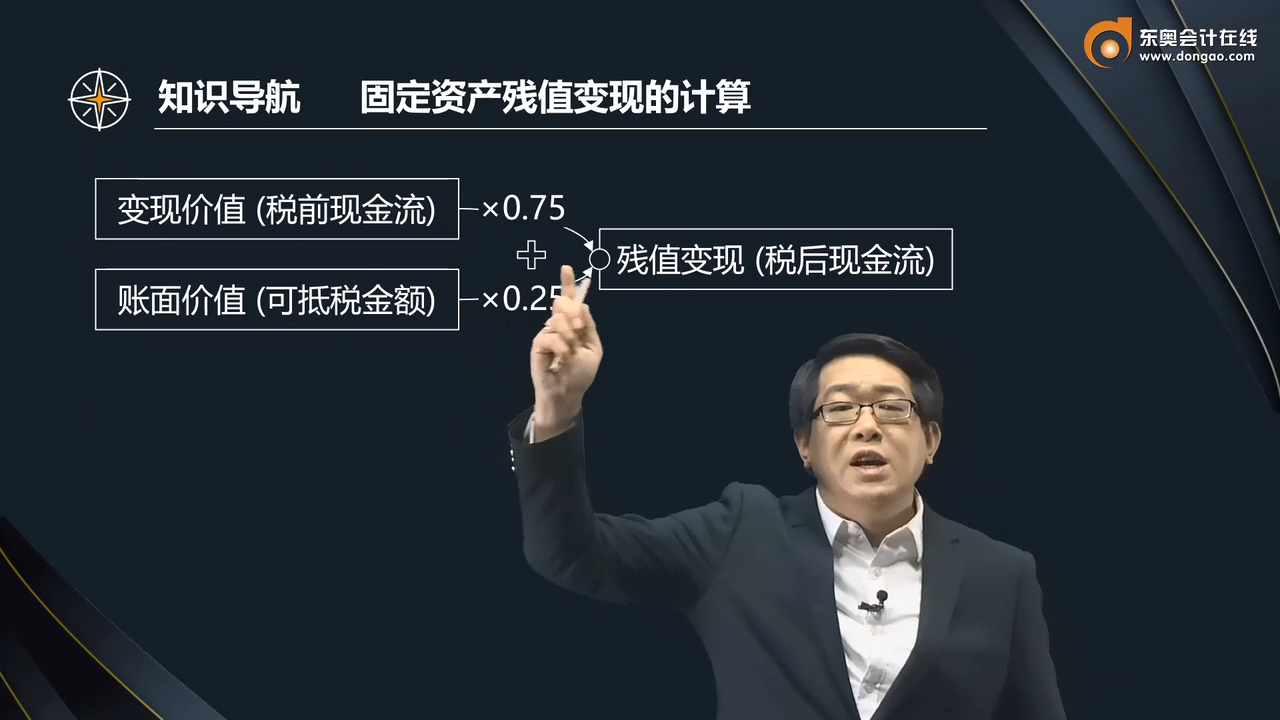 东奥会计在线
www.dongao.com
知识导航 固定资产残值变现的计算
变现价值 (税前现金流) ×0.75
残值变现 (税后现金流)
账面价值 (可抵税金额) ×0.25